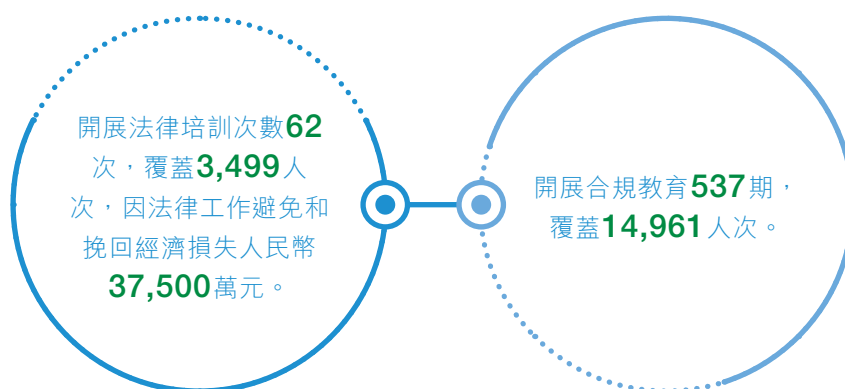 開展法律培訓次數62
次，覆蓋3,499人
次，因法律工作避免和
挽回經濟損失人民幣
37,500萬元。
開展合規教育537期，
覆蓋14,961人次。